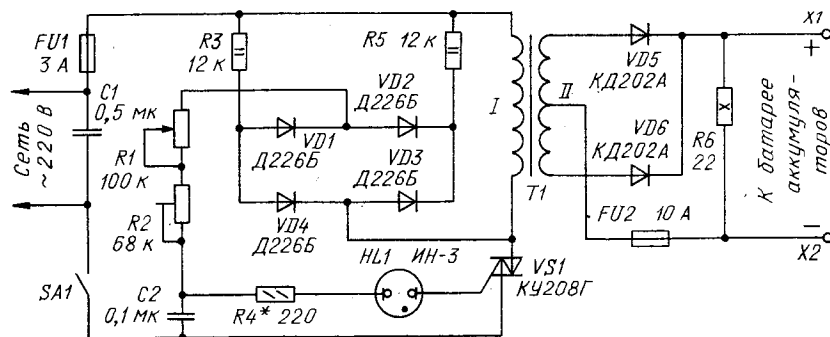 FU1
3 А
Сеть
~220 В
C1
0,5 мк
R1
100 к
R2
68 к
SA1
C2
0,1 мк
R3
12 к
R5 12 к
VD2
Д226Б
VD1
Д226Б
VD3
Д226Б
VD4
Д226Б
R4* 220
HL1 ИН-3
VS1
КУ208Г
I
II
T1
VD5
КД202А
VD6
КД202А
FU2 10 А
R6
22
X1
+
К батарее
аккумуля-
торов
−
X2